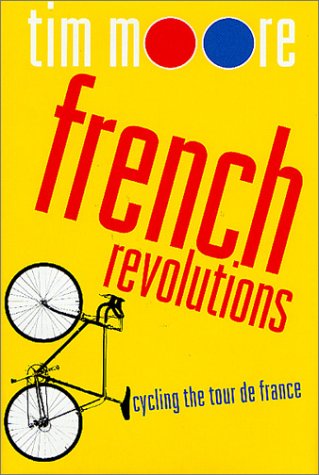 tim moore
french
revolutions
cycling the tour de france